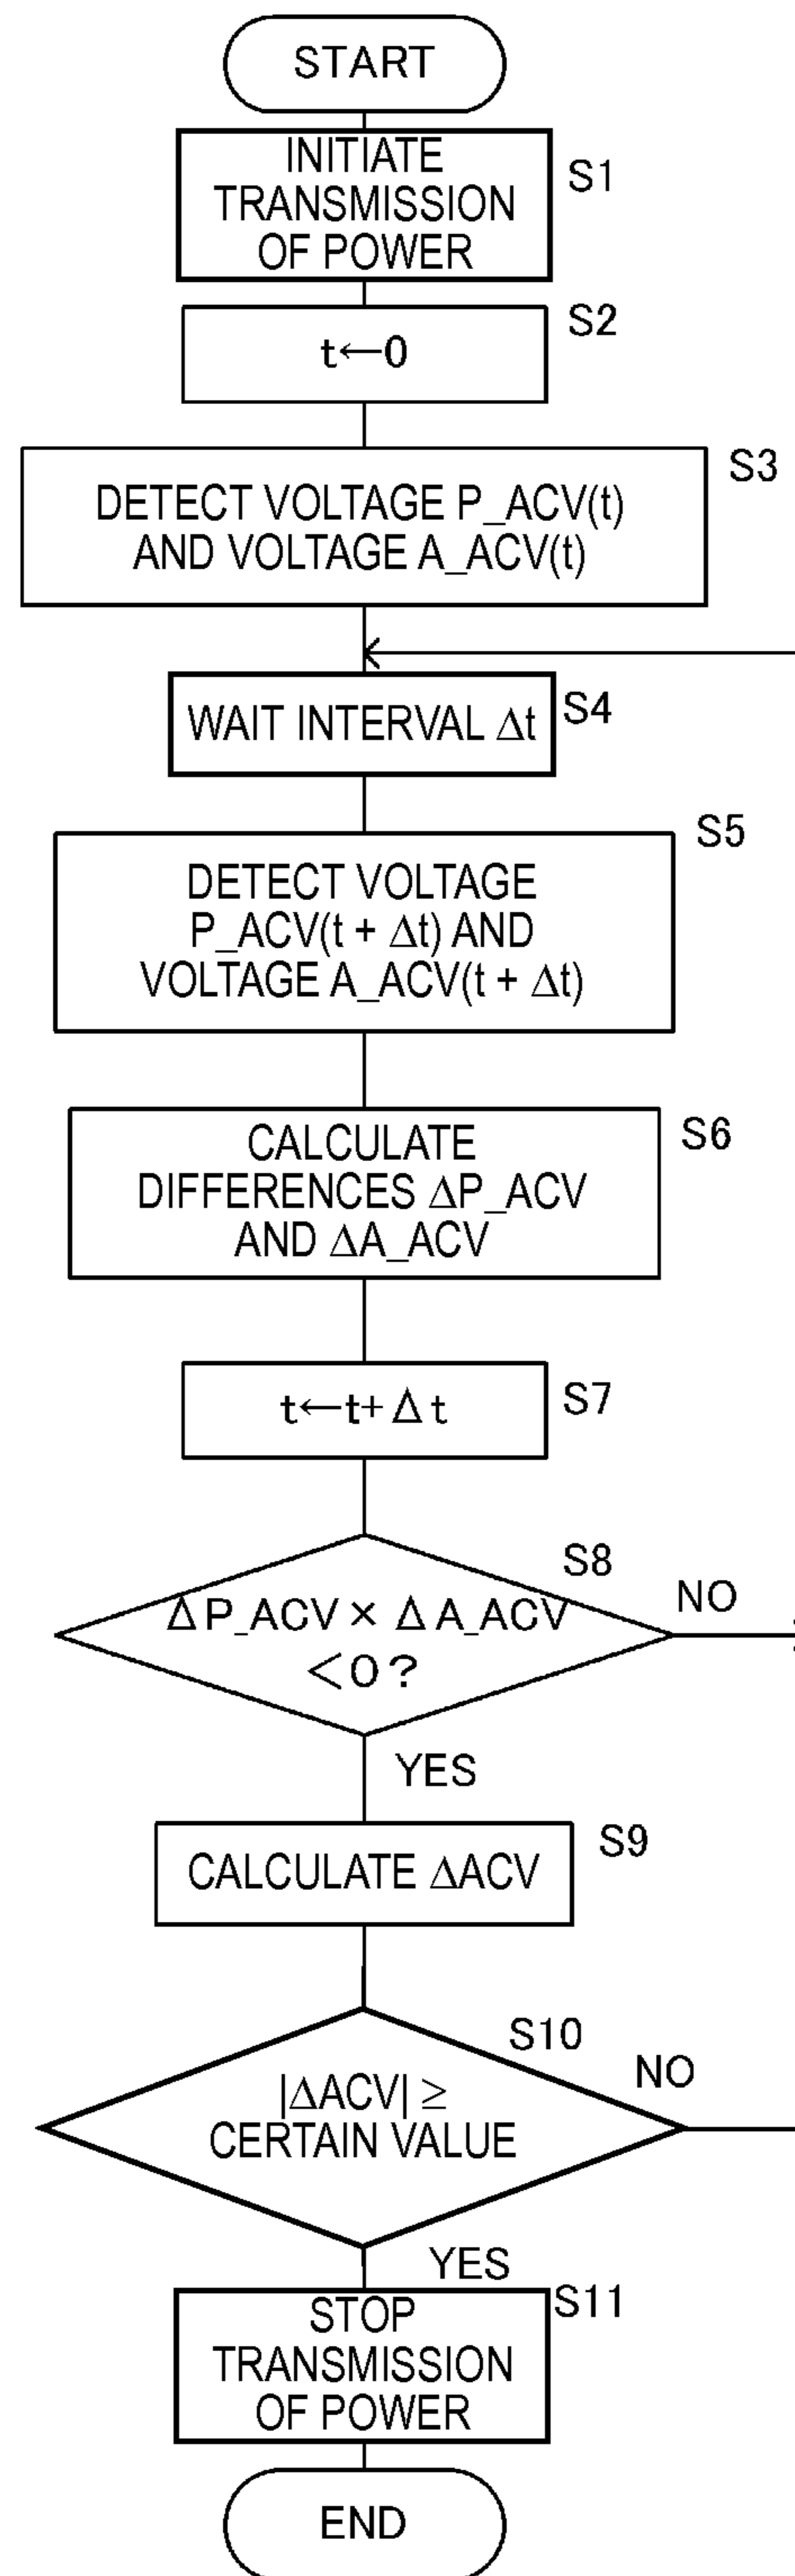 START
INITIATE
TRANSMISSION
OF POWER
S1
t←0
S2
DETECT VOLTAGE P_ACV(t)
AND VOLTAGE A_ACV(t)
S3
WAIT INTERVAL Δt
S4
DETECT VOLTAGE
P_ACV(t + Δt) AND
VOLTAGE A_ACV(t + Δt)
S5
CALCULATE
DIFFERENCES ΔP_ACV
AND ΔA_ACV
S6
t←t+Δt
S7
ΔP_ACV × ΔA_ACV
<0?
S8
NO
YES
CALCULATE ΔACV
S9
|ΔACV| ≥
CERTAIN VALUE
S10
NO
YES
STOP
TRANSMISSION
OF POWER
S11
END